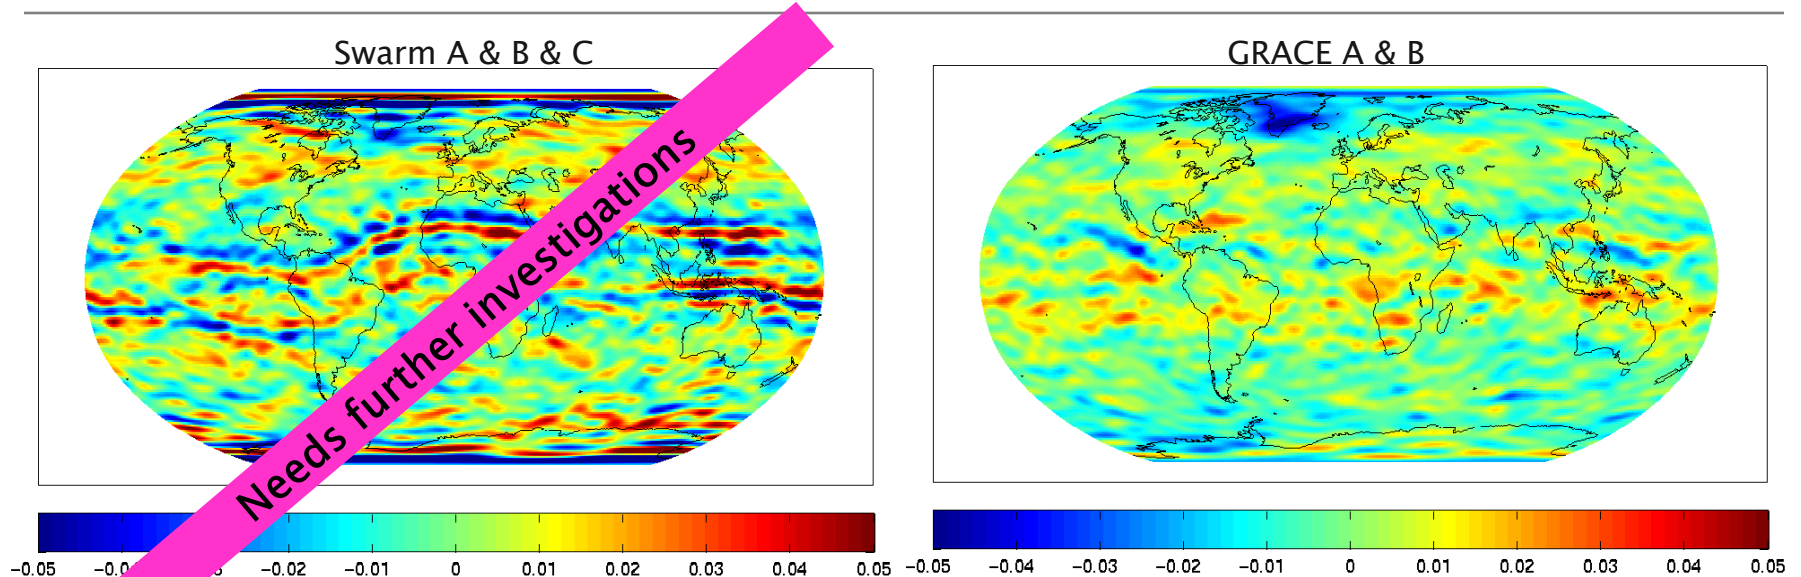 Swarm A & B & C
GRACE A & B
Needs further investigations
−0.05 −0.02 −0.01 0 0.01 0.02 0.03 0.04 0.05
−0.05 −0.04 −0.03 −0.02 −0.01 0 0.01 0.02 0.03 0.04 0.05